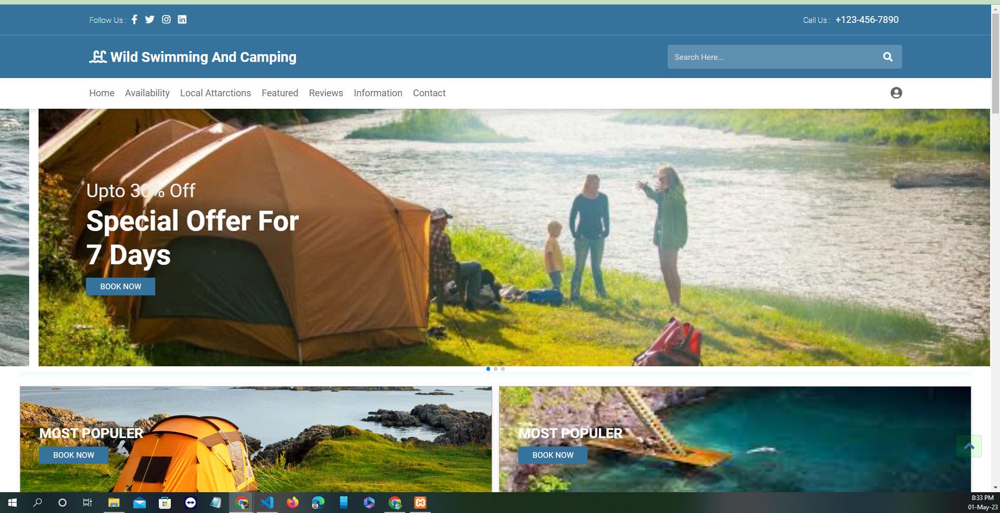 Follow Us :
Call Us : +123-456-7890
Wild Swimming And Camping
Search Here...
Home Availability Local Attarctions Featured Reviews Information Contact
Upto 30% Off
Special Offer For
7 Days
BOOK NOW
MOST POPULER
BOOK NOW
MOST POPULER
BOOK NOW
8:33 PM
01-May-23